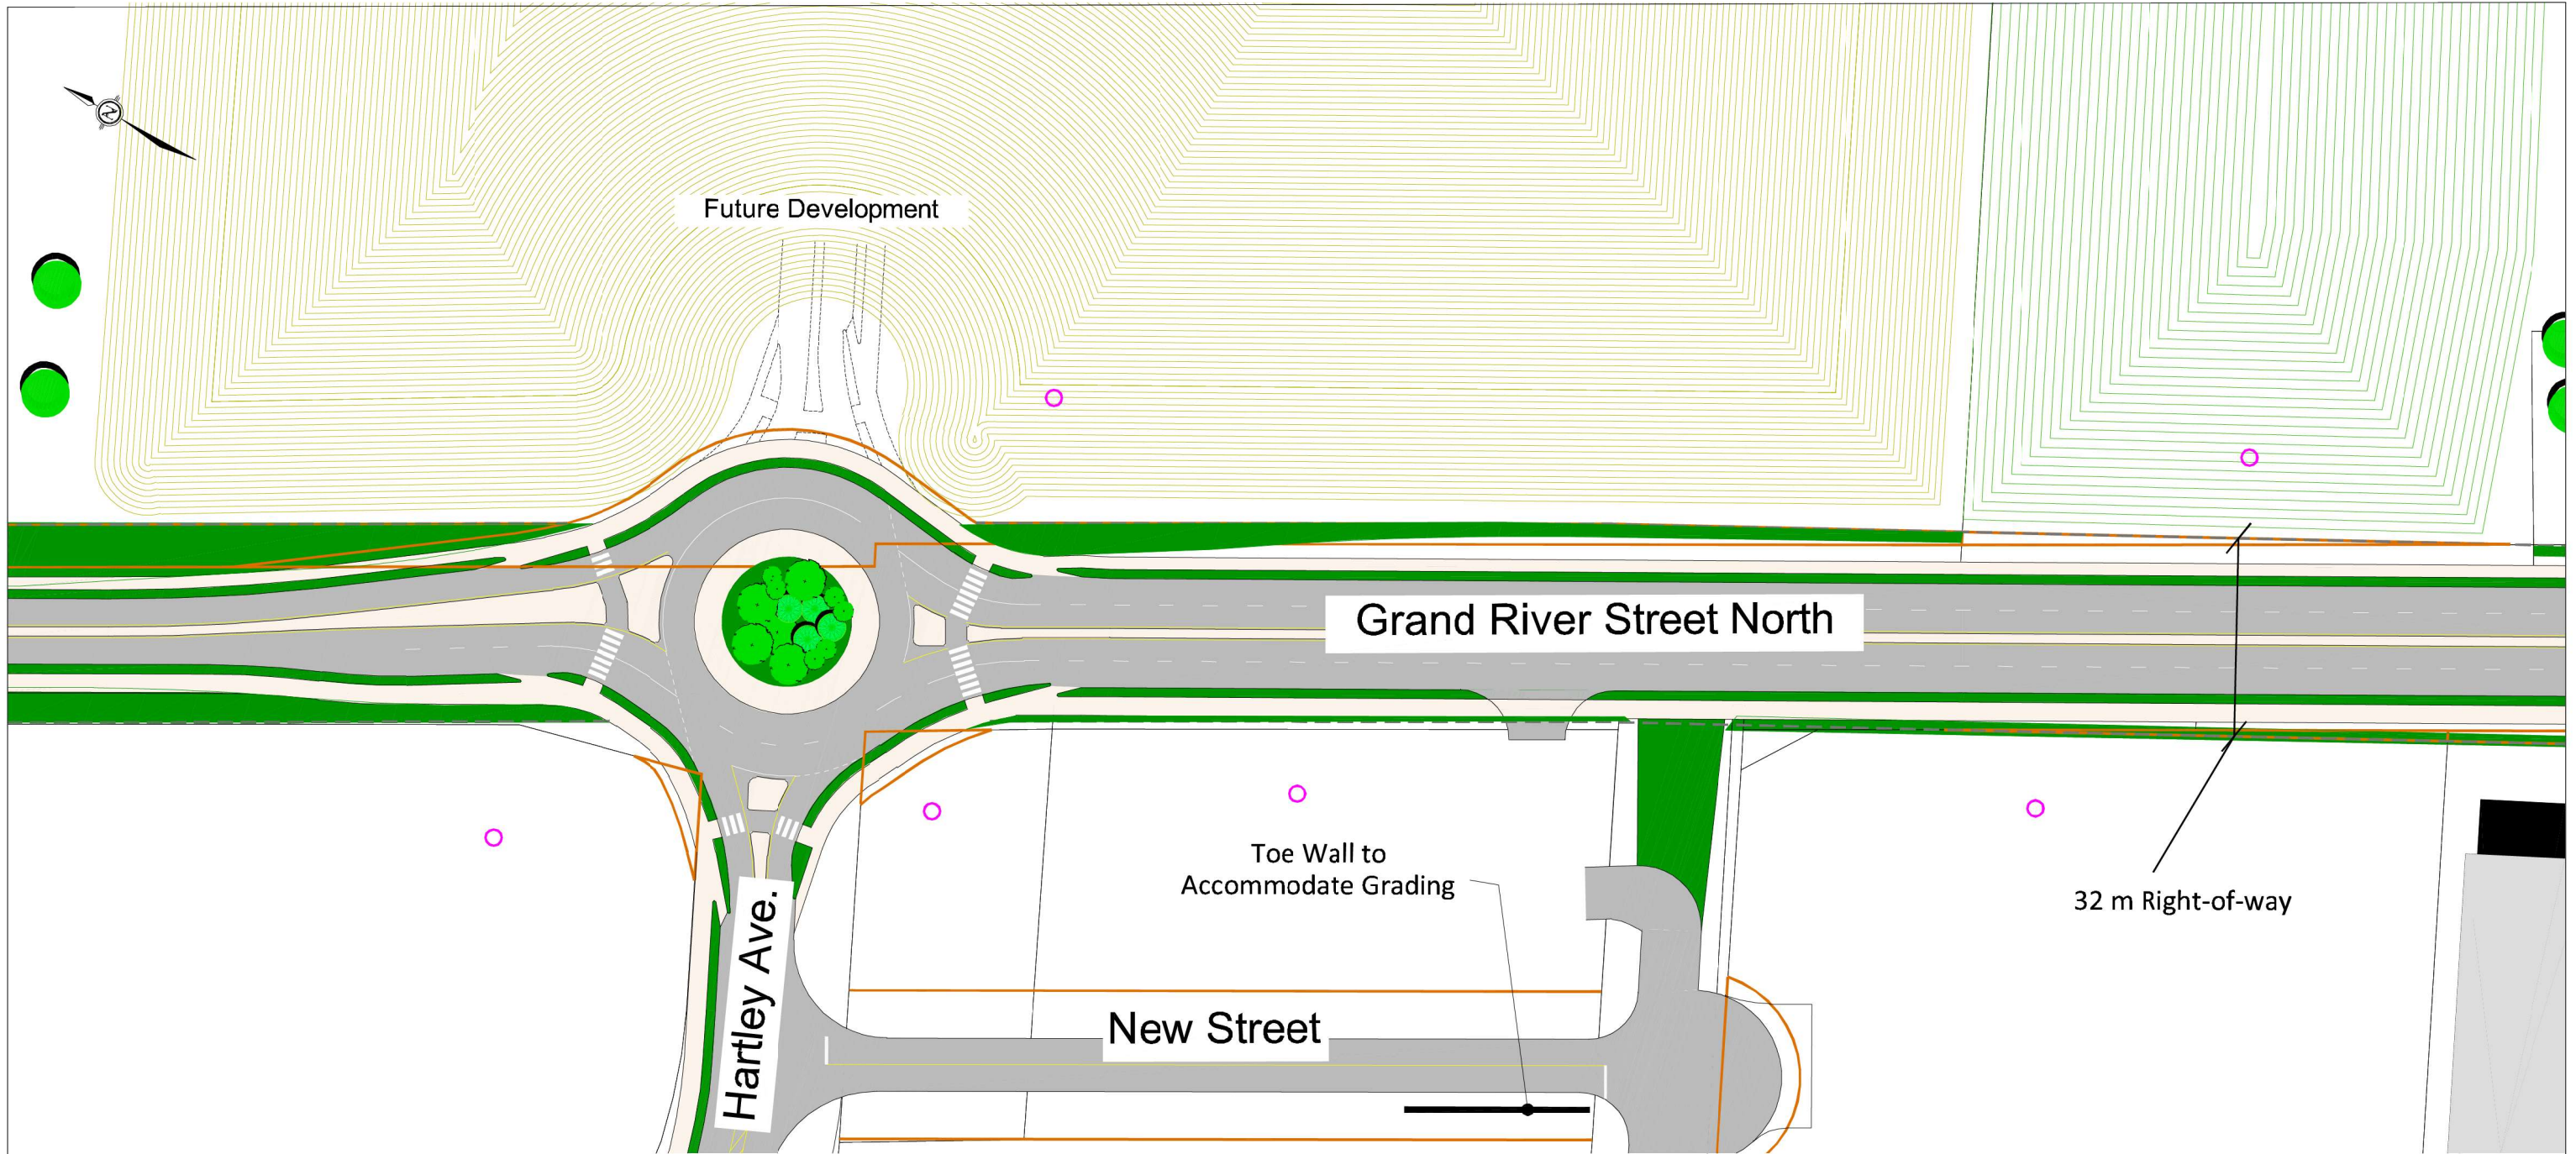 Future Development
Grand River Street North
Toe Wall to
Accommodate Grading
32 m Right-of-way
Hartley Ave.
New Street